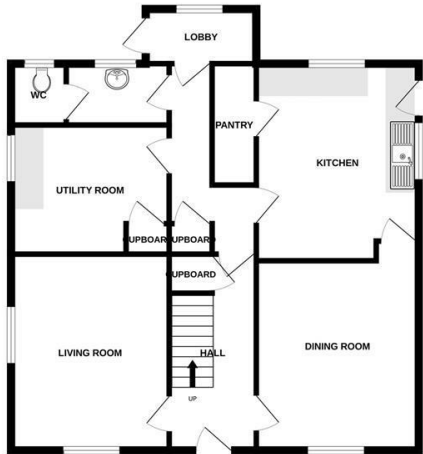 LOBBY
WC
PANTRY
KITCHEN
UTILITY ROOM
CUPBOARD
CUPBOARD
CUPBOARD
LIVING ROOM
HALL
DINING ROOM
UP